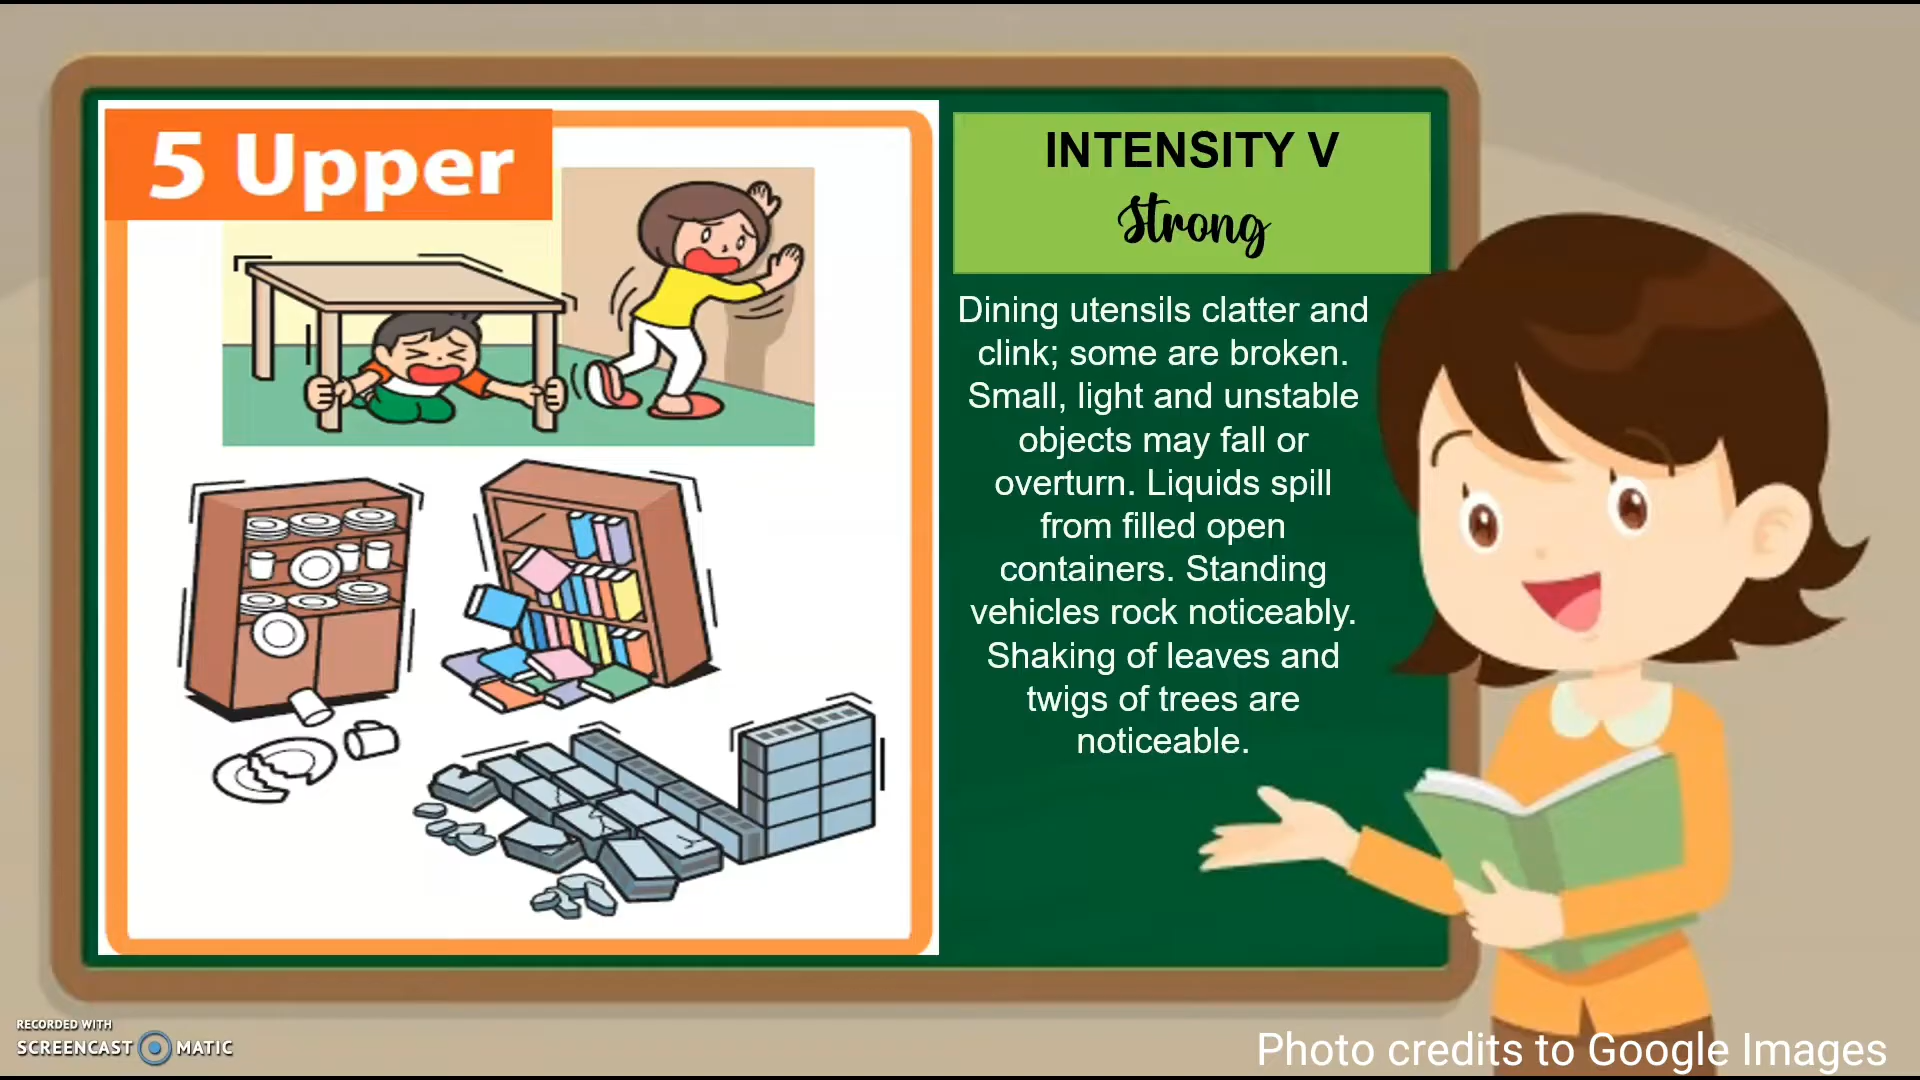 5 Upper
INTENSITY V
Strong
Dining utensils clatter and
clink; some are broken.
Small, light and unstable
objects may fall or
overturn. Liquids spill
from filled open
containers. Standing
vehicles rock noticeably.
Shaking of leaves and
twigs of trees are
noticeable.
RECORDED WITH
SCREENCAST MATIC
Photo credits to Google Images